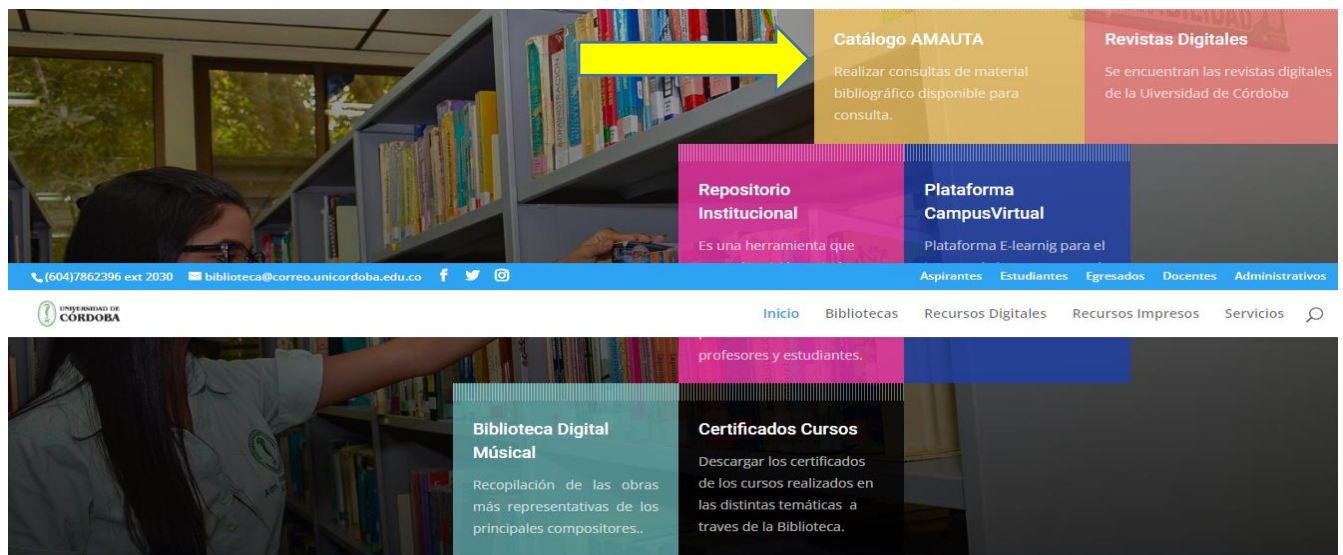 Catálogo AMAUTA
Realizar consultas de material
bibliográfico disponible para
consulta.
Revistas Digitales
Se encuentran las revistas digitales
de la Uiversidad de Córdoba
Repositorio
Institucional
Es una herramienta que
Plataforma
CampusVirtual
Plataforma E-learnig para el
(604)7862396 ext 2030 biblioteca@correo.unicordoba.edu.co
Aspirantes Estudiantes Egresados Docentes Administrativos
UNIVERSIDAD DE
CÓRDOBA
Inicio Bibliotecas Recursos Digitales Recursos Impresos Servicios
profesores y estudiantes.
Biblioteca Digital
Músical
Recopilación de las obras
más representativas de los
principales compositores..
Certificados Cursos
Descargar los certificados
de los cursos realizados en
las distintas temáticas a
traves de la Biblioteca.